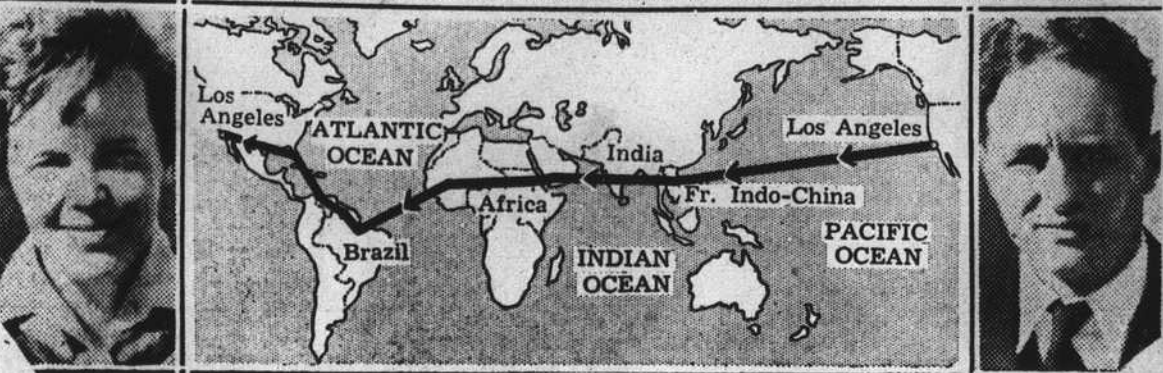 Los
Angeles
ATLANTIC
OCEAN
Brazil
Africa
India
INDIAN
OCEAN
Fr. Indo-China
Los Angeles
PACIFIC
OCEAN